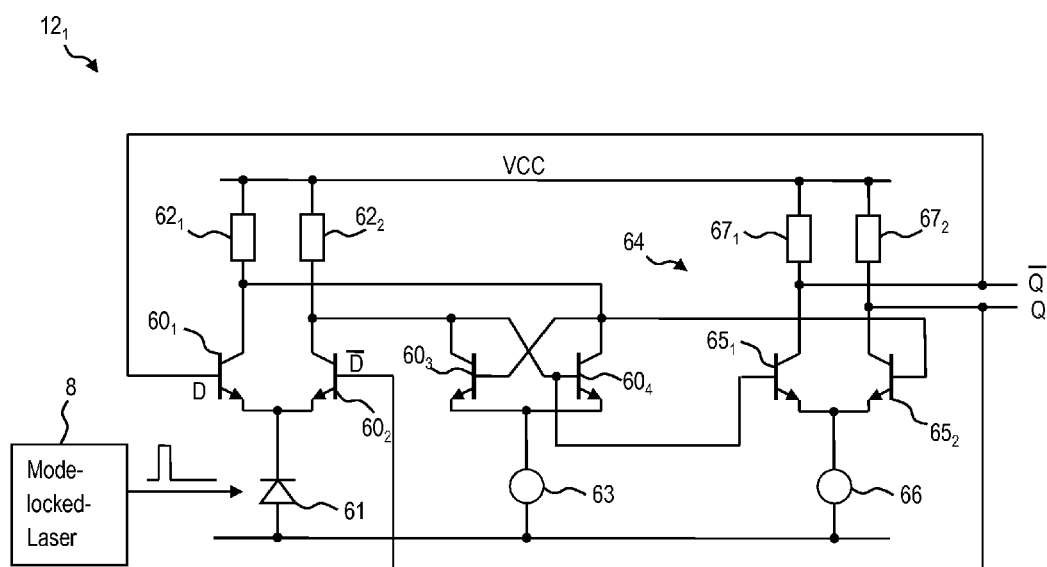 12₁
VCC
62₁
62₂
64
67₁
67₂
Q̅
Q
60₁
D̅
60₃
60₄
65₁
D
8
60₂
65₂
Mode-
locked-
Laser
61
63
66